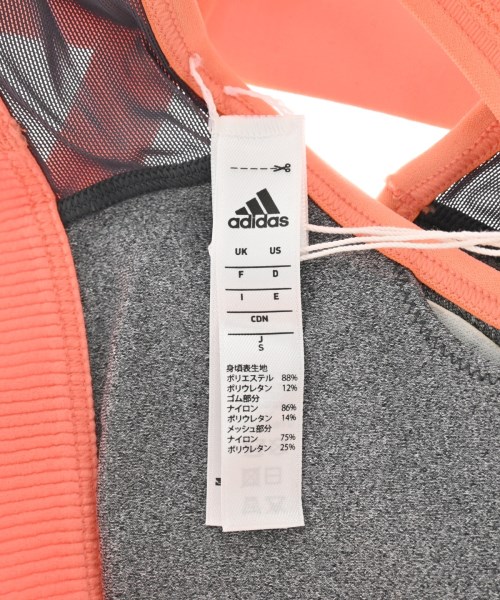 adidas
UK US
F D
I E
CDN
J
S
身頃表生地
ポリエステル 88%
ポリウレタン 12%
ゴム部分
ナイロン 86%
ポリウレタン 14%
メッシュ部分
ナイロン 75%
ポリウレタン 25%